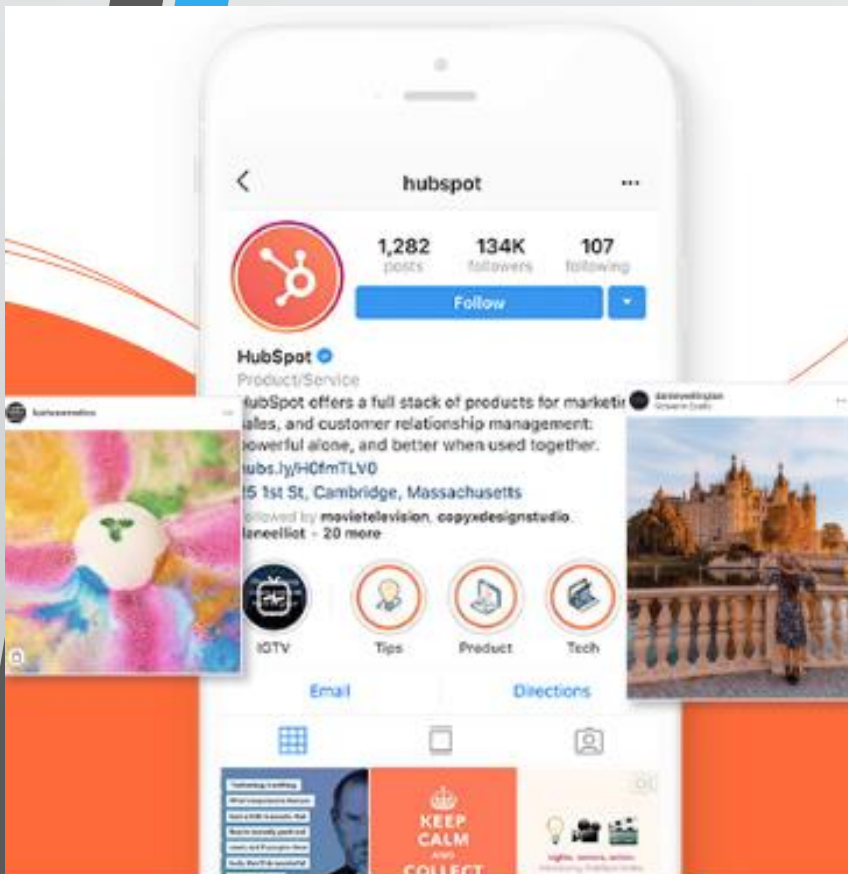 hubspot
1,282 134K 107
posts followers following
Follow
HubSpot
Product/Service
HubSpot offers a full stack of products for
sales, and customer relationship management:
powerful alone, and better when used together.
hubs.ly/H0fmTLV0
25 1st St, Cambridge, Massachusetts
Followed by movietelevision, copyxdesignstudio,
+ 20 more
IGTV Tips Product Tech
Email Directions
KEEP
CALM
AND
COLLECT